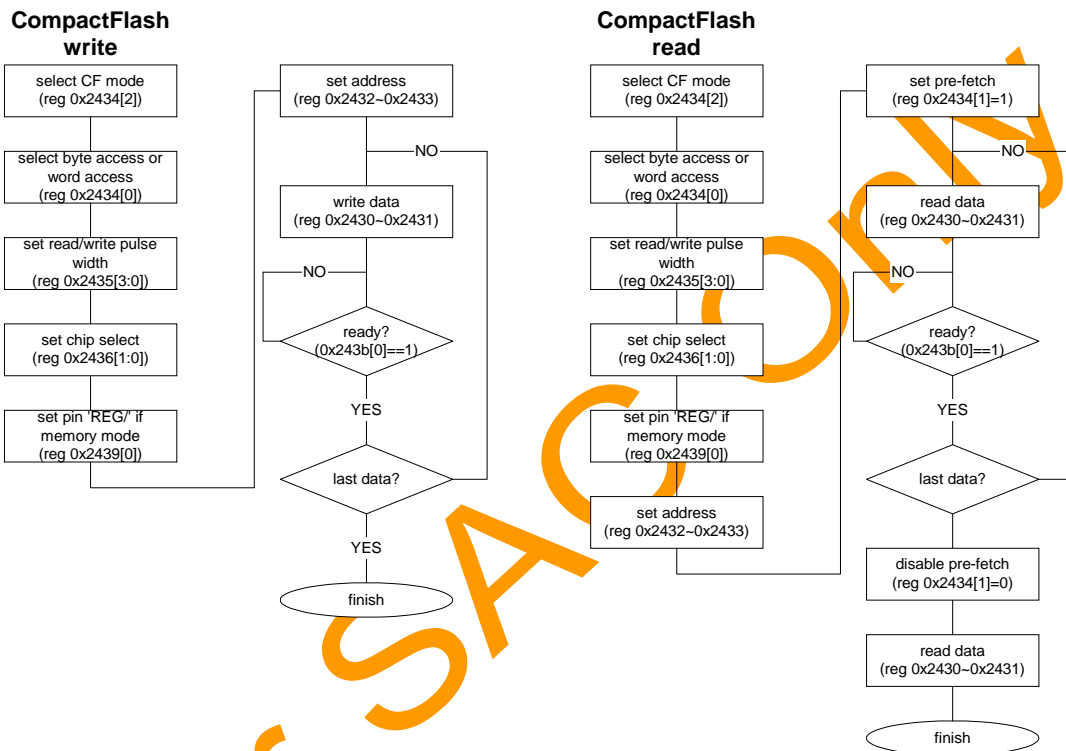 CompactFlash
write
select CF mode
(reg 0x2434[2])
select byte access or
word access
(reg 0x2434[0])
set read/write pulse
width
(reg 0x2435[3:0])
set chip select
(reg 0x2436[1:0])
set pin 'REG/' if
memory mode
(reg 0x2439[0])
set address
(reg 0x2432~0x2433)
NO
write data
(reg 0x2430~0x2431)
NO
ready?
(0x243b[0]==1)
YES
last data?
YES
finish
CompactFlash
read
select CF mode
(reg 0x2434[2])
select byte access or
word access
(reg 0x2434[0])
set read/write pulse
width
(reg 0x2435[3:0])
set chip select
(reg 0x2436[1:0])
set pin 'REG/' if
memory mode
(reg 0x2439[0])
set address
(reg 0x2432~0x2433)
set pre-fetch
(reg 0x2434[1]=1)
NO
read data
(reg 0x2430~0x2431)
NO
ready?
(0x243b[0]==1)
YES
last data?
disable pre-fetch
(reg 0x2434[1]=0)
read data
(reg 0x2430~0x2431)
finish
SAC Only